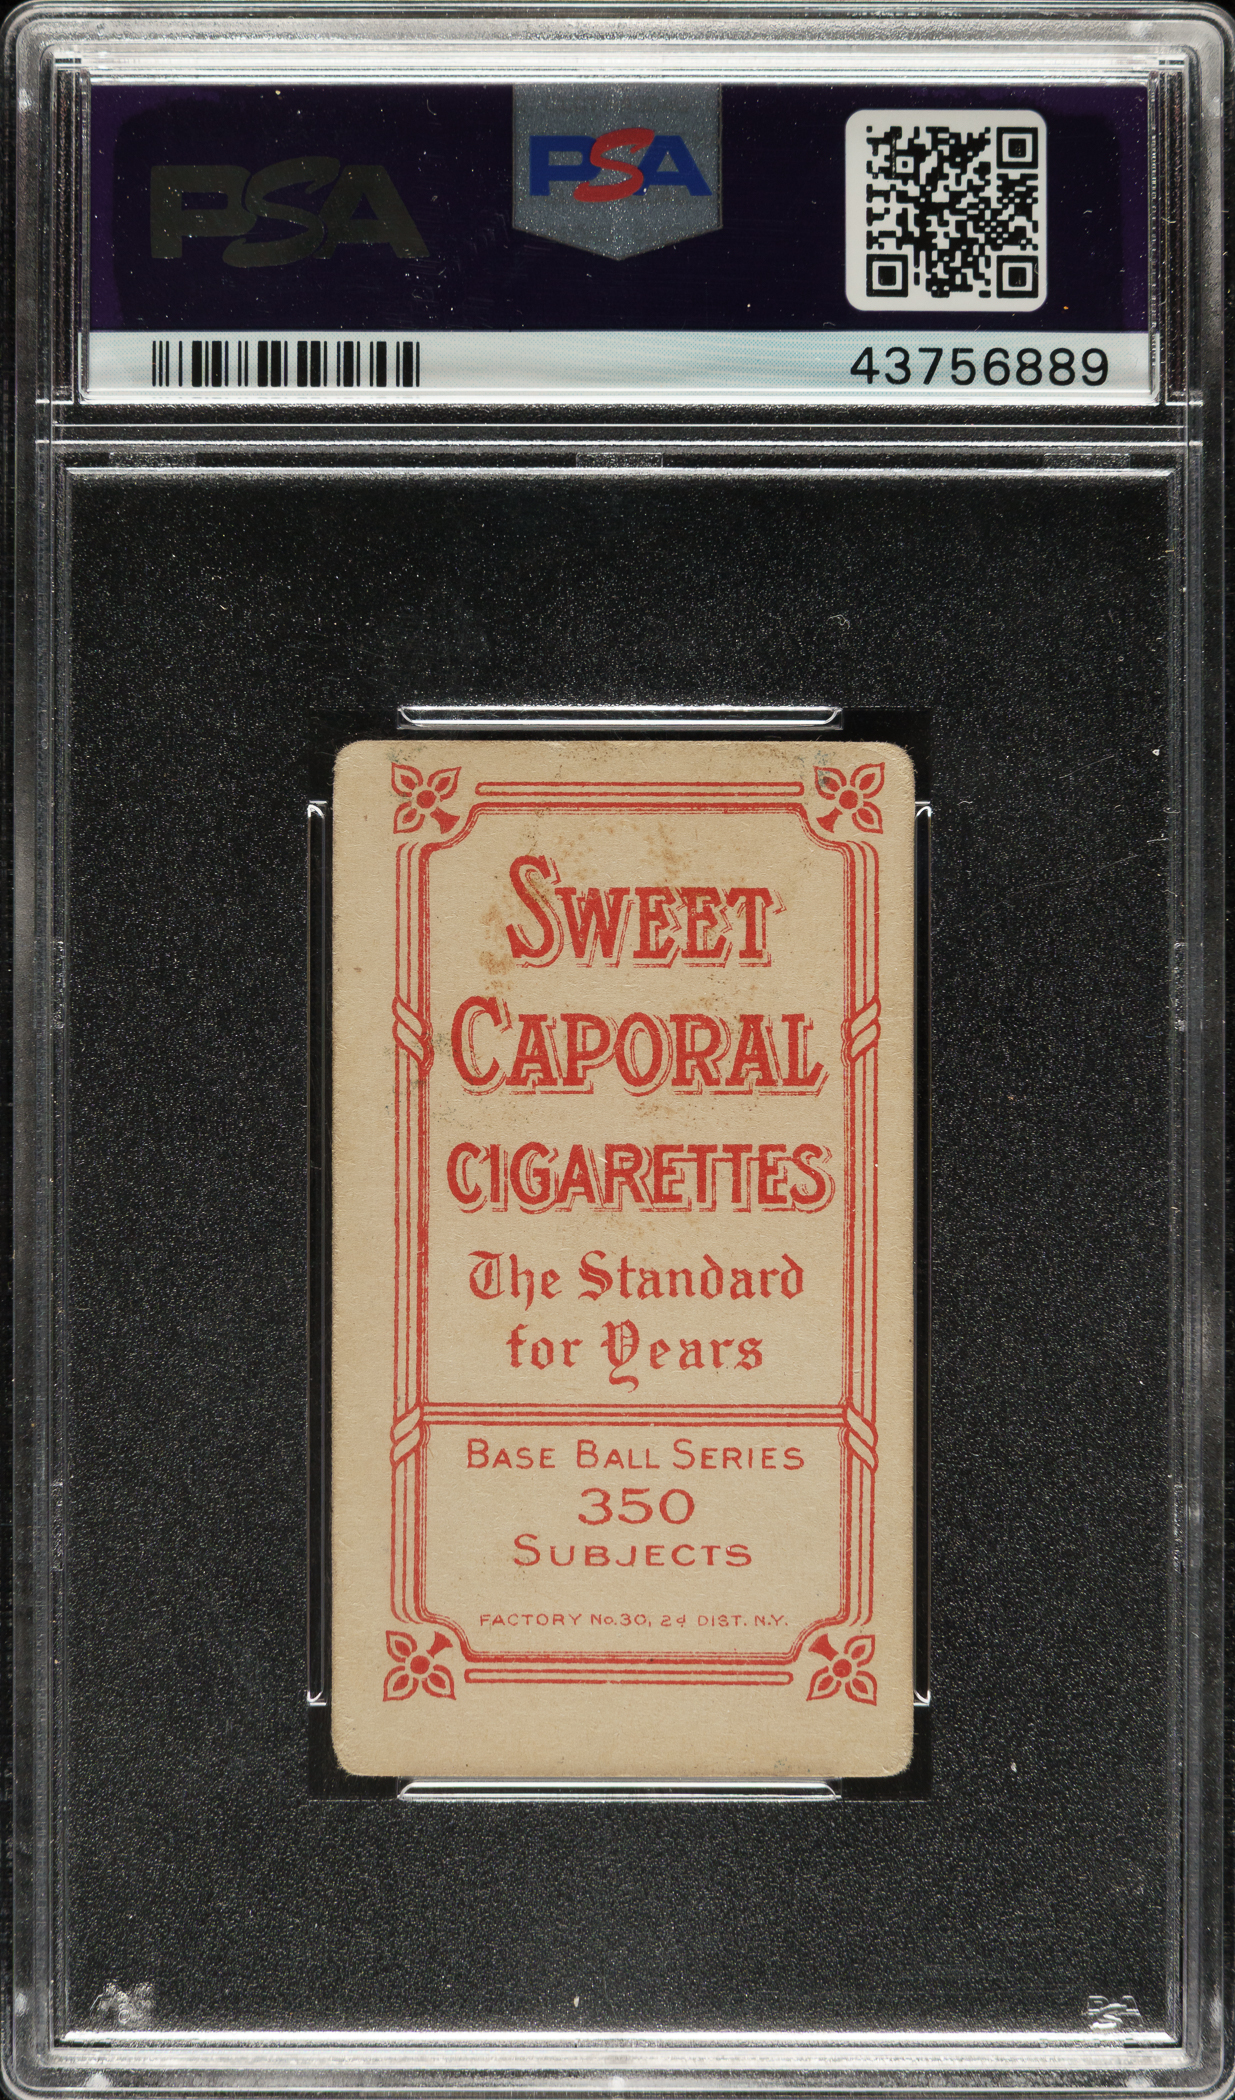 PSA
PSA
43756889
SWEET
CAPORAL
CIGARETTES
The Standard
for Years
BASE BALL SERIES
350
SUBJECTS
FACTORY No. 30, 2d DIST. N.Y.
PSA